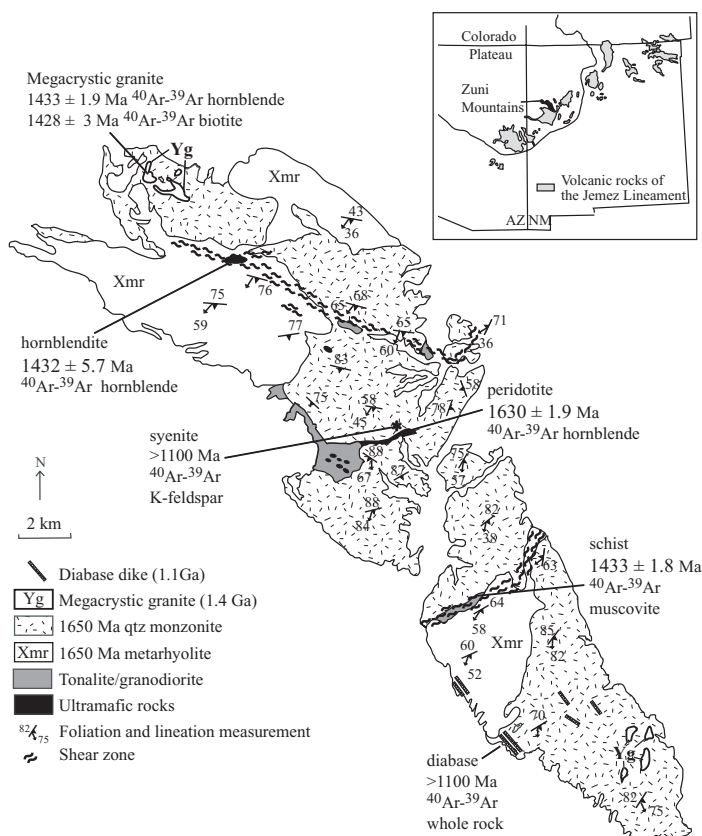 Megacrystic granite
1433 ± 1.9 Ma 40Ar-39Ar hornblende
1428 ± 3 Ma 40Ar-39Ar biotite
Yg
Xmr
43
36
Colorado
Plateau
Zuni
Mountains
Volcanic rocks of
the Jemez Lineament
AZ NM
Xmr
75
59
76
77
65
68
65
60
71
36
hornblendite
1432 ± 5.7 Ma
40Ar-39Ar hornblende
83
75
58
45
58
78
peridotite
1630 ± 1.9 Ma
40Ar-39Ar hornblende
syenite
>1100 Ma
40Ar-39Ar
K-feldspar
88
67
87
75
57
88
84
82
38
N
2 km
schist
1433 ± 1.8 Ma
40Ar-39Ar
muscovite
63
64
58
Xmr
60
52
85
82
70
Yg
82
75
diabase
>1100 Ma
40Ar-39Ar
whole rock
Diabase dike (1.1Ga)
Yg Megacrystic granite (1.4 Ga)
1650 Ma qtz monzonite
Xmr 1650 Ma metarhyolite
Tonalite/granodiorite
Ultramafic rocks
82 75 Foliation and lineation measurement
Shear zone